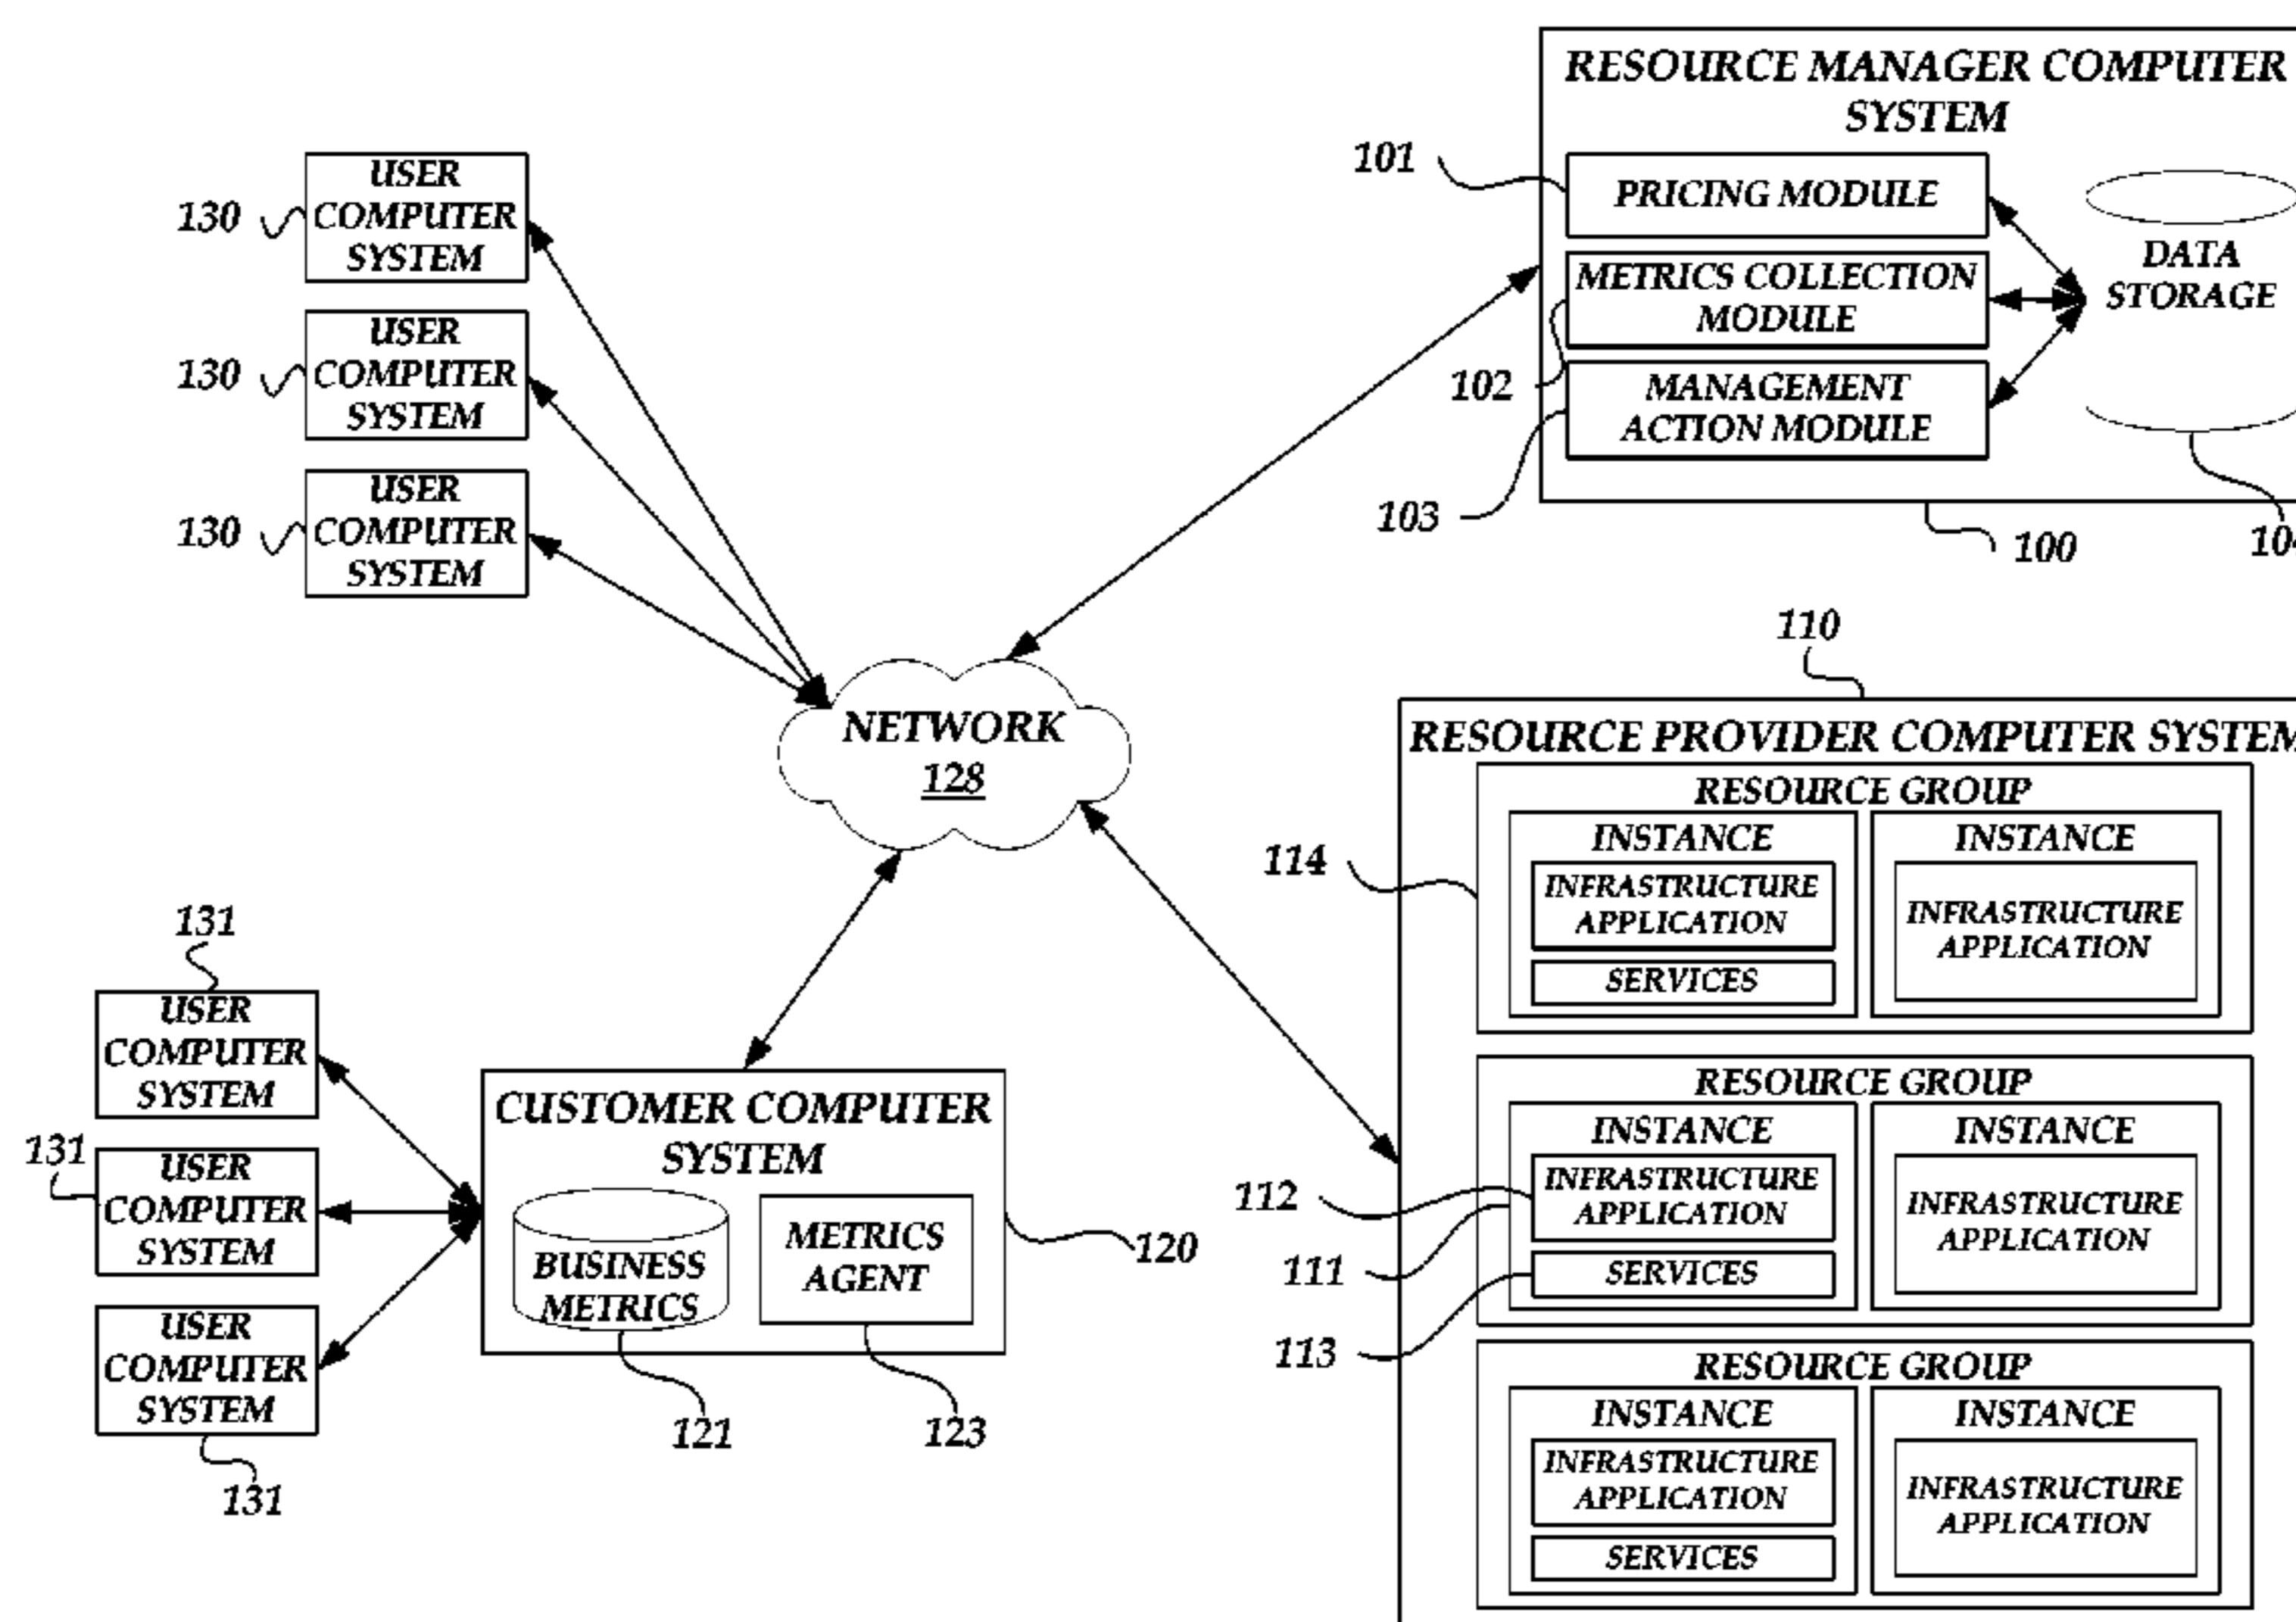 RESOURCE MANAGER COMPUTER
SYSTEM
101
PRICING MODULE
METRICS COLLECTION
MODULE
102
MANAGEMENT
ACTION MODULE
103
DATA
STORAGE
100
USER
COMPUTER
SYSTEM
130
USER
COMPUTER
SYSTEM
130
USER
COMPUTER
SYSTEM
130
NETWORK
128
110
RESOURCE PROVIDER COMPUTER SYSTEM
RESOURCE GROUP
114
INSTANCE
INFRASTRUCTURE
APPLICATION
SERVICES
INSTANCE
INFRASTRUCTURE
APPLICATION
RESOURCE GROUP
INSTANCE
112
INFRASTRUCTURE
APPLICATION
111
SERVICES
113
INSTANCE
INFRASTRUCTURE
APPLICATION
RESOURCE GROUP
INSTANCE
INFRASTRUCTURE
APPLICATION
SERVICES
INSTANCE
INFRASTRUCTURE
APPLICATION
131
USER
COMPUTER
SYSTEM
131
USER
COMPUTER
SYSTEM
USER
COMPUTER
SYSTEM
131
CUSTOMER COMPUTER
SYSTEM
BUSINESS
METRICS
METRICS
AGENT
120
121
123